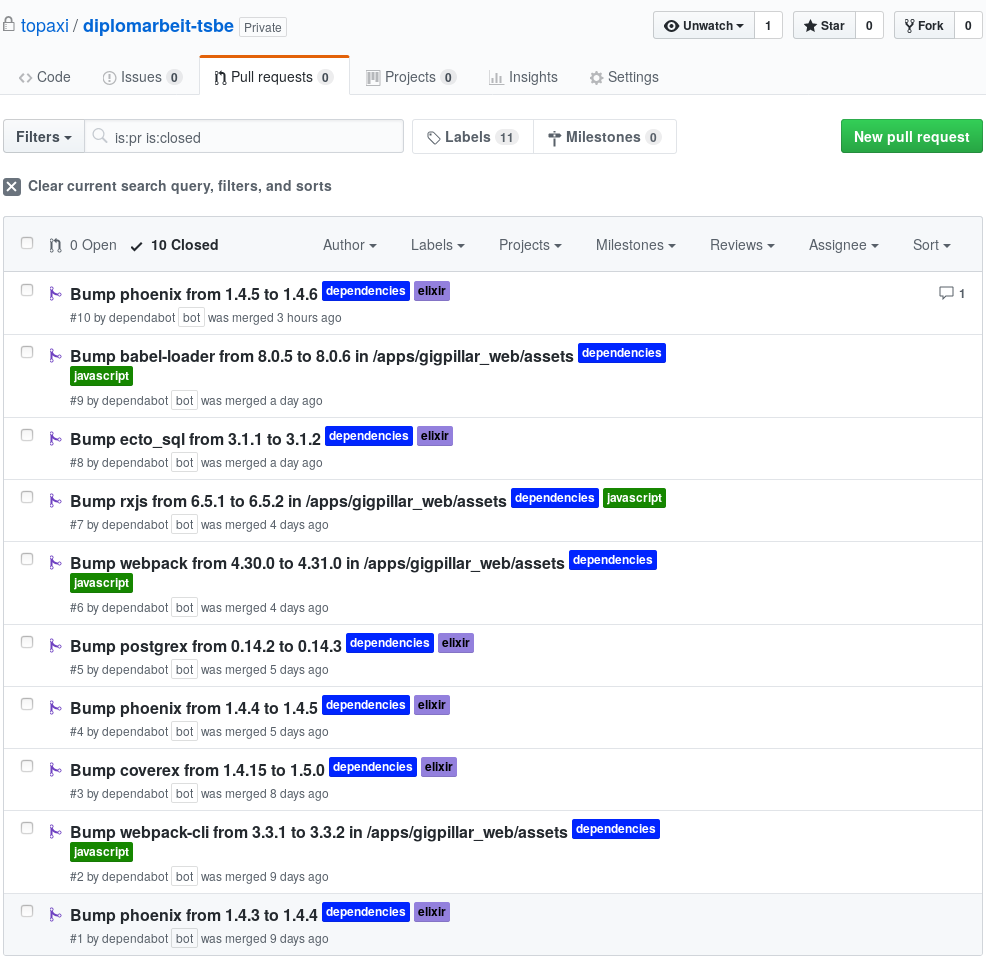 topaxi / diplomarbeit-tsbe Private Unwatch 1 Star 0 Fork 0
Code Issues 0 Pull requests 0 Projects 0 Insights Settings
Filters is:pr is:closed Labels 11 Milestones 0 New pull request
Clear current search query, filters, and sorts
0 Open 10 Closed Author Labels Projects Milestones Reviews Assignee Sort
Bump phoenix from 1.4.5 to 1.4.6 dependencies elixir 1
#10 by dependabot bot was merged 3 hours ago
Bump babel-loader from 8.0.5 to 8.0.6 in /apps/gigpillar_web/assets dependencies
javascript
#9 by dependabot bot was merged a day ago
Bump ecto_sql from 3.1.1 to 3.1.2 dependencies elixir
#8 by dependabot bot was merged a day ago
Bump rxjs from 6.5.1 to 6.5.2 in /apps/gigpillar_web/assets dependencies javascript
#7 by dependabot bot was merged 4 days ago
Bump webpack from 4.30.0 to 4.31.0 in /apps/gigpillar_web/assets dependencies
javascript
#6 by dependabot bot was merged 4 days ago
Bump postgrex from 0.14.2 to 0.14.3 dependencies elixir
#5 by dependabot bot was merged 5 days ago
Bump phoenix from 1.4.4 to 1.4.5 dependencies elixir
#4 by dependabot bot was merged 5 days ago
Bump coverex from 1.4.15 to 1.5.0 dependencies elixir
#3 by dependabot bot was merged 8 days ago
Bump webpack-cli from 3.3.1 to 3.3.2 in /apps/gigpillar_web/assets dependencies
javascript
#2 by dependabot bot was merged 9 days ago
Bump phoenix from 1.4.3 to 1.4.4 dependencies elixir
#1 by dependabot bot was merged 9 days ago